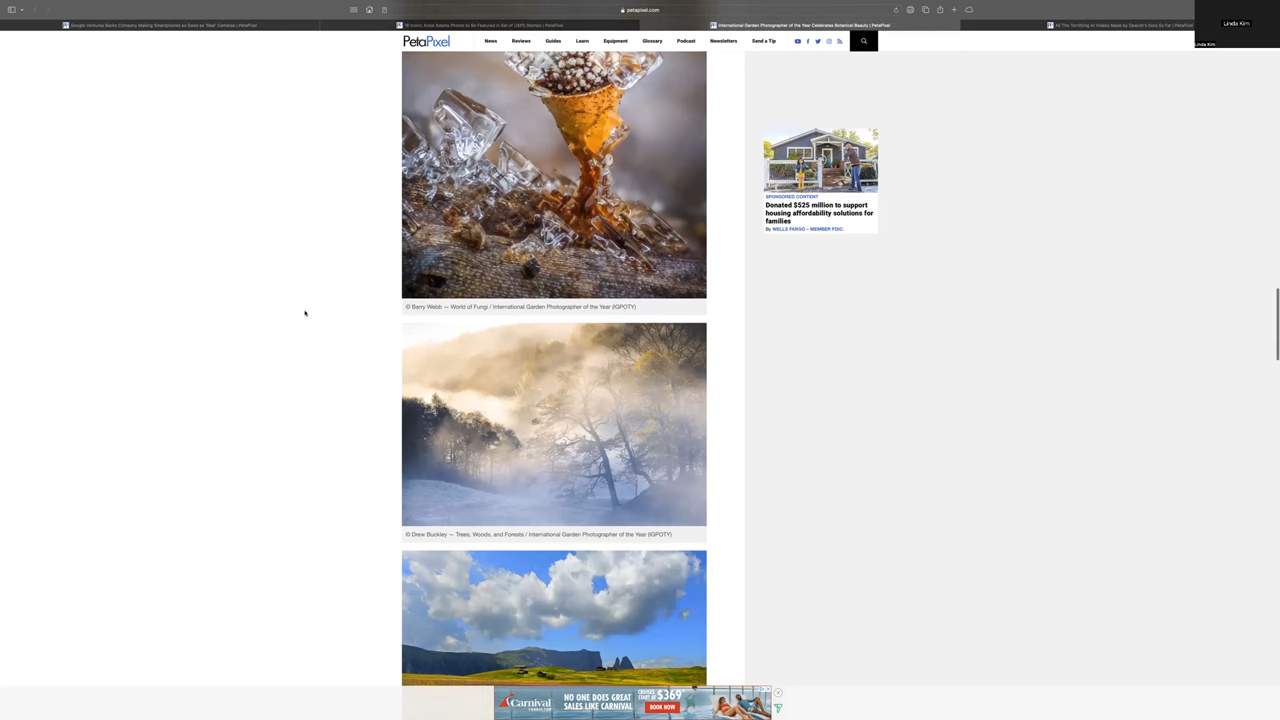 petapixel.com
Google Ventures Backs Company Making Smartphones as Good as 'Real' Cameras | PetaPixel
16 Iconic Ansel Adams Photos to Be Featured in Set of USPS Stamps | PetaPixel
International Garden Photographer of the Year Celebrates Botanical Beauty | PetaPixel
All The Terrifying AI Videos Made by OpenAI's Sora So Far | PetaPixel
Linda Kim
Linda Kim
PetaPixel
News
Reviews
Guides
Learn
Equipment
Glossary
Podcast
Newsletters
Send a Tip
SPONSORED CONTENT
Donated $525 million to support
housing affordability solutions for
families
By WELLS FARGO – MEMBER FDIC.
© Barry Webb — World of Fungi / International Garden Photographer of the Year (IGPOTY)
© Drew Buckley — Trees, Woods, and Forests / International Garden Photographer of the Year (IGPOTY)
Carnival
NO ONE DOES GREAT
SALES LIKE CARNIVAL
CRUISES
START AT
$369
BOOK NOW